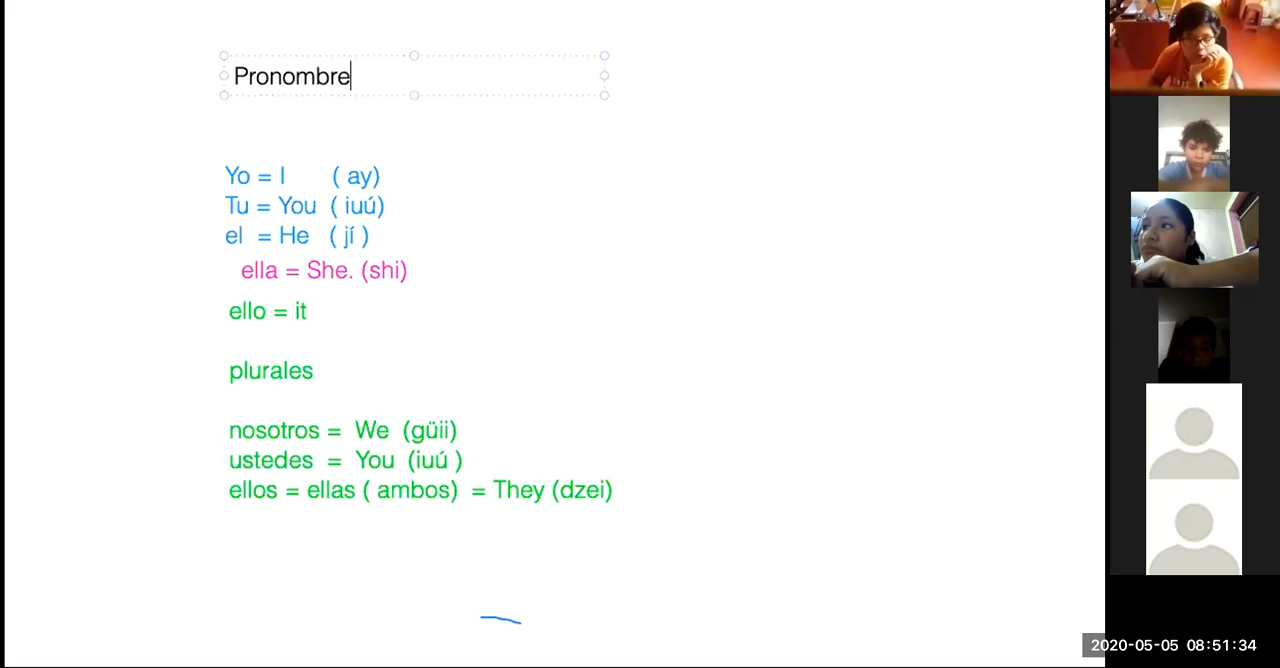 Pronombre
Yo = I ( ay)
Tu = You ( iuú)
el = He ( jí )
ella = She. (shi)
ello = it
plurales
nosotros = We (güii)
ustedes = You (iuú )
ellos = ellas ( ambos) = They (dzei)
2020-05-05 08:51:34